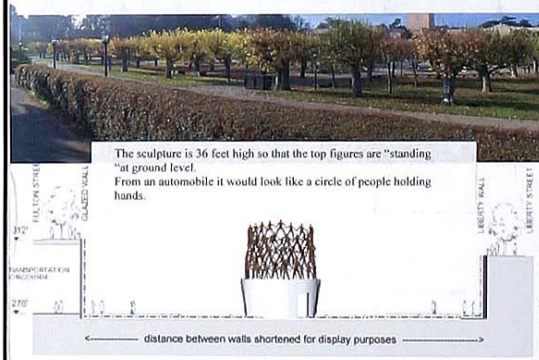 The sculpture is 36 feet high so that the top figures are "standing
"at ground level.
From an automobile it would look like a circle of people holding
hands.
FULTON STREET
GLAZED WALL
LIBERTY WALL
LIBERTY STREET
312'
TRANSPORTATION
CONCOURSE
278'
distance between walls shortened for display purposes